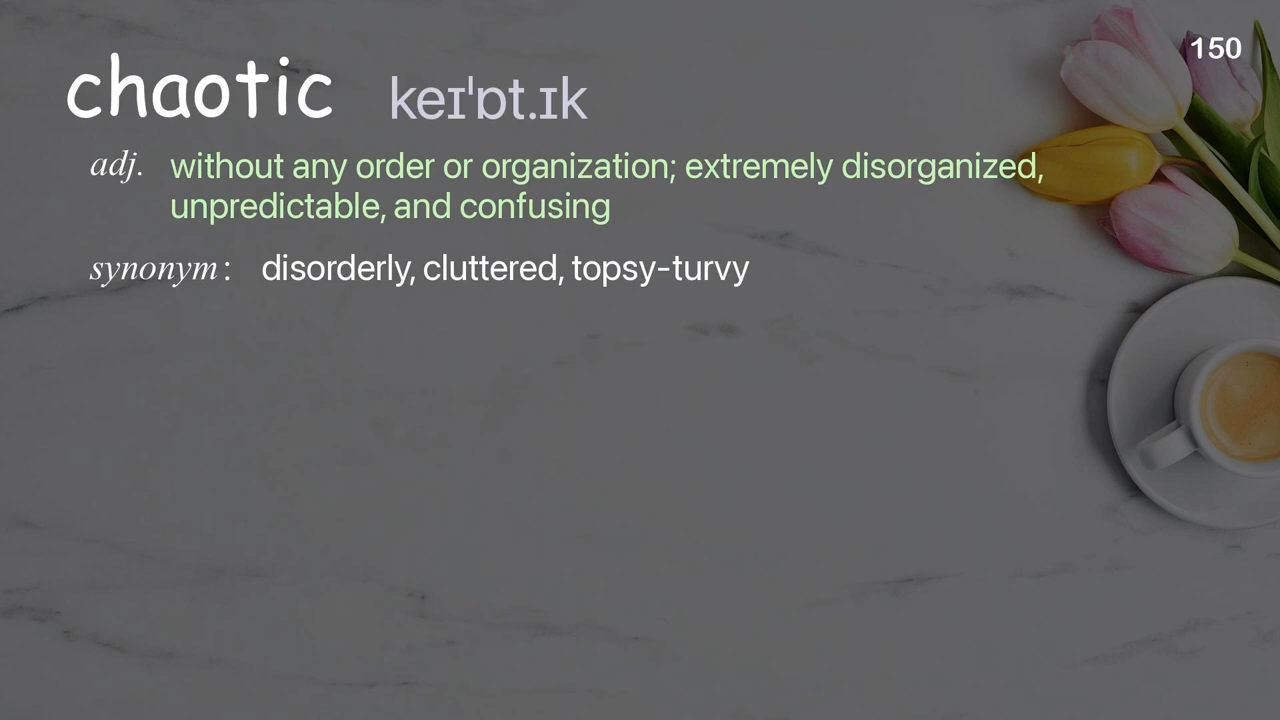 150
chaotic keɪˈɒt.ɪk
adj. without any order or organization; extremely disorganized,
unpredictable, and confusing
synonym: disorderly, cluttered, topsy-turvy